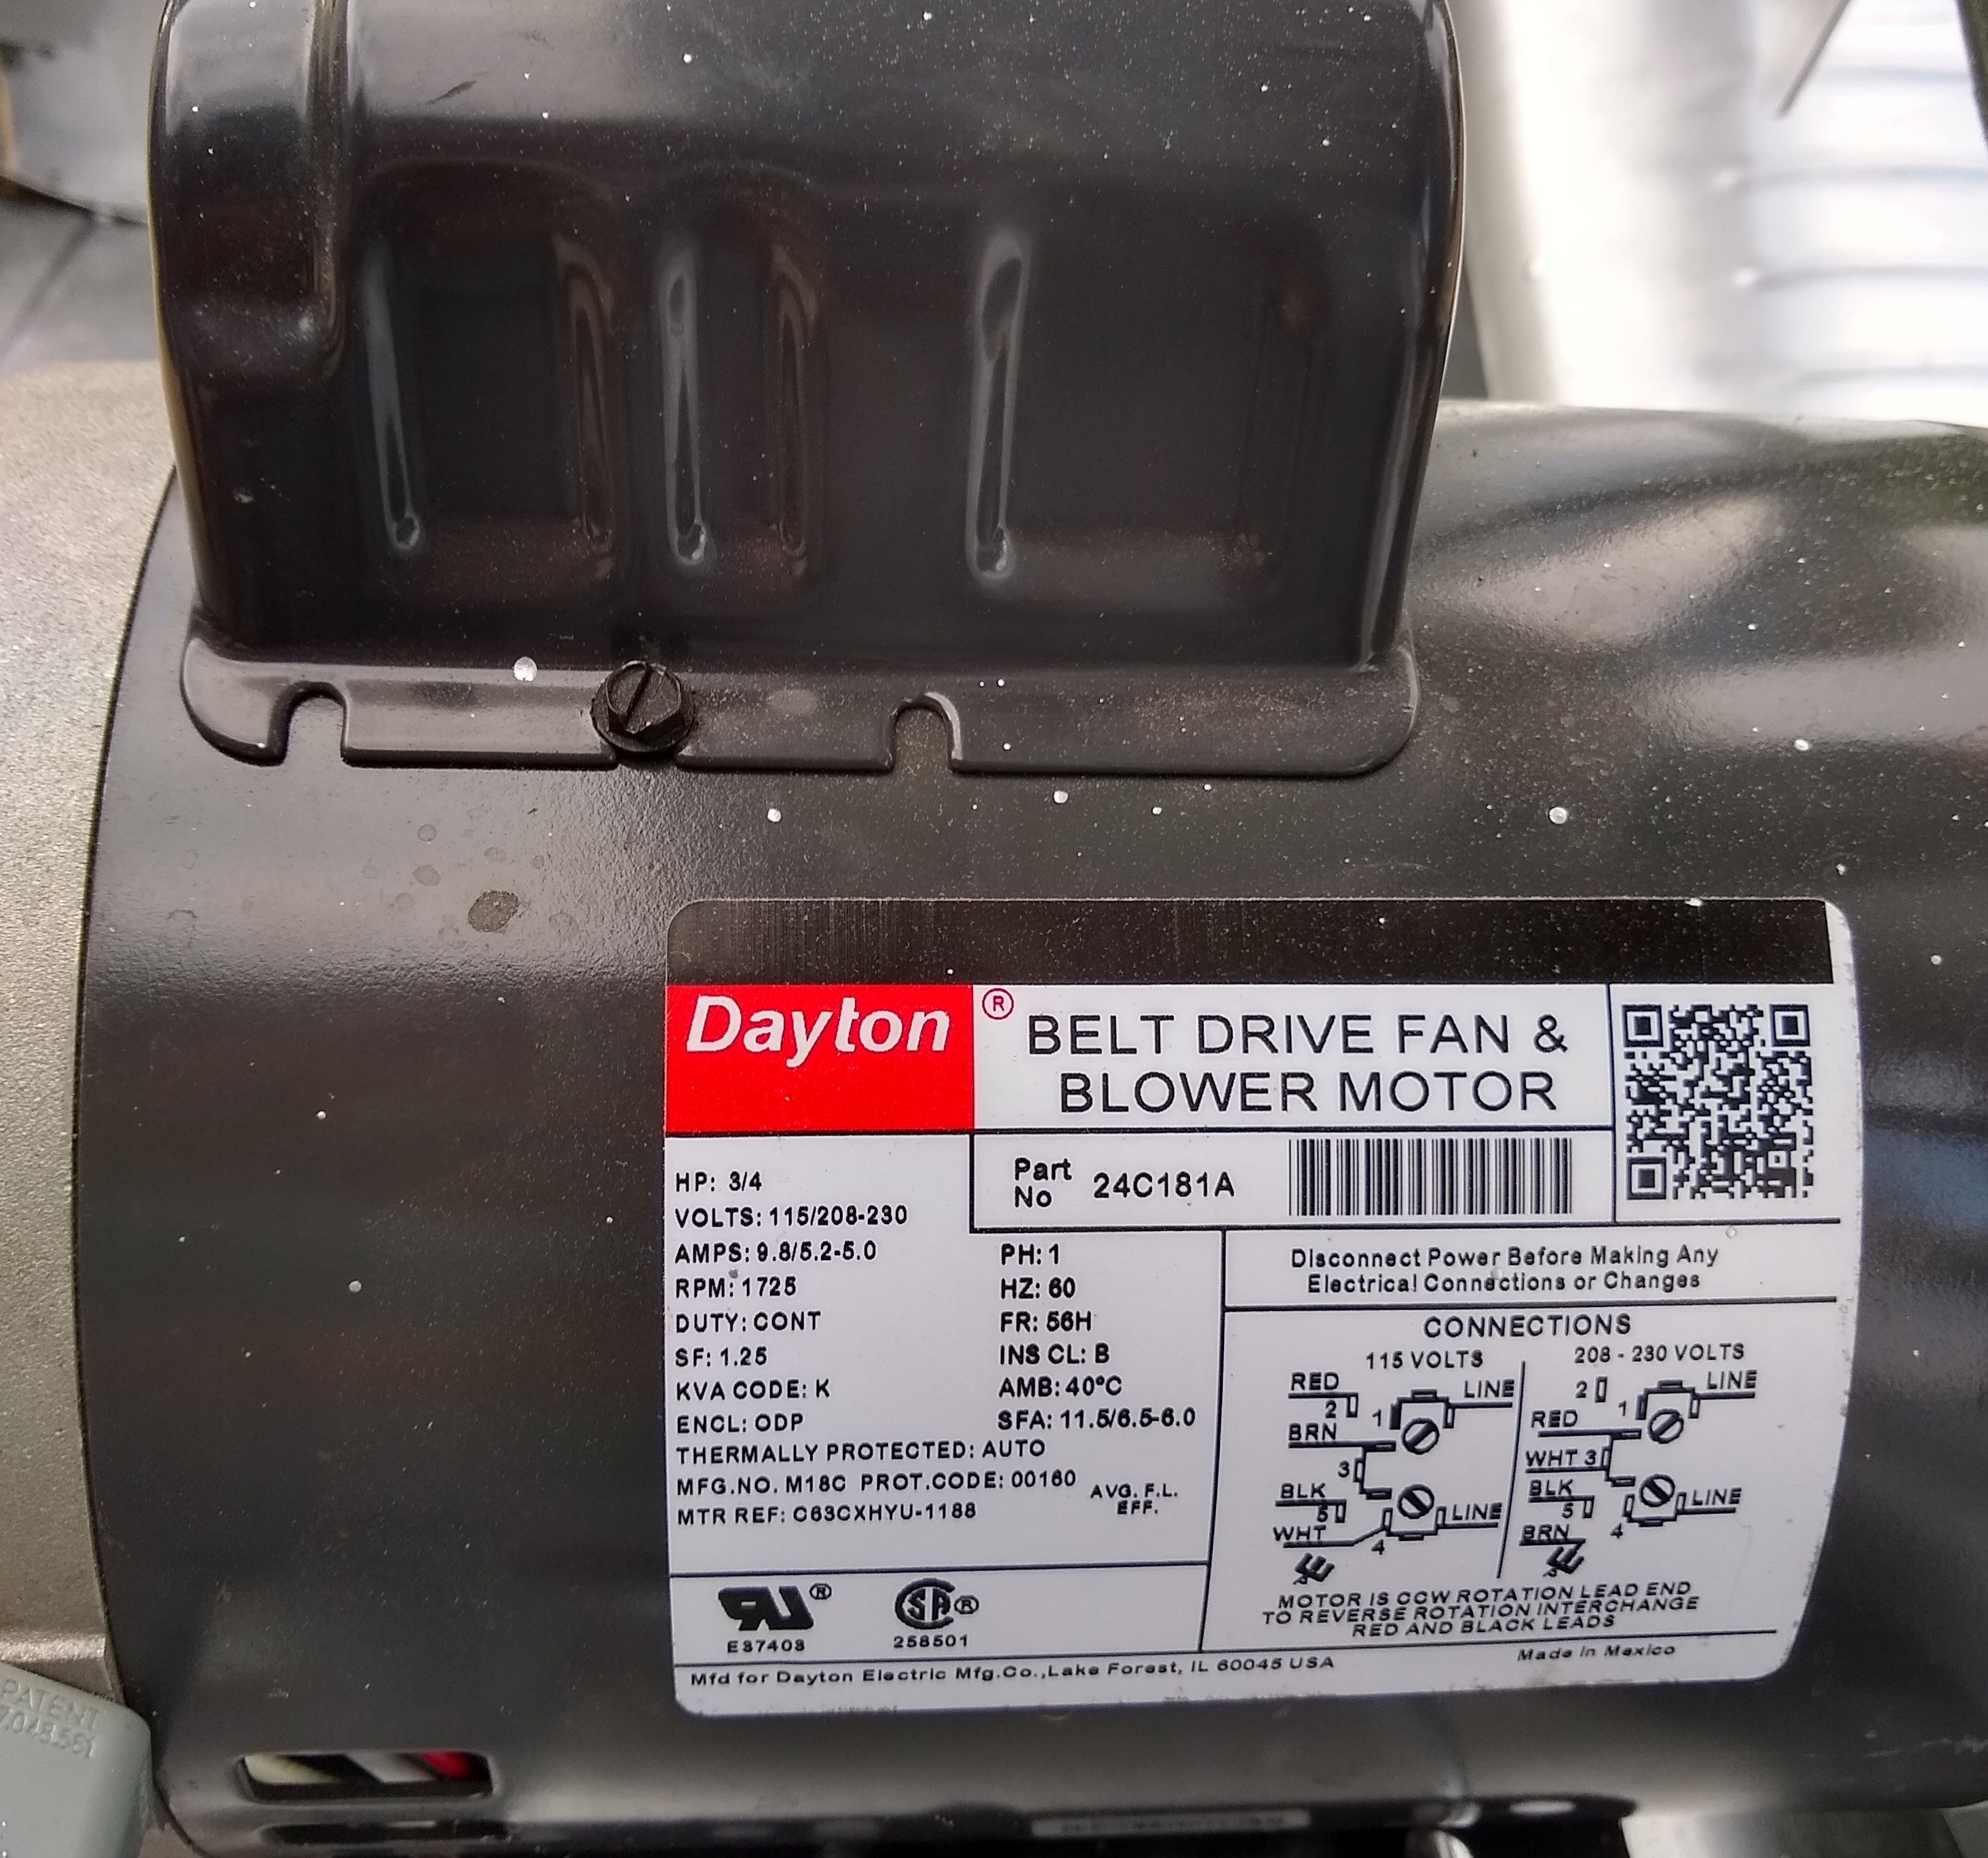 Dayton®
BELT DRIVE FAN &
BLOWER MOTOR
Part No 24C181A
HP: 3/4
VOLTS: 115/208-230
AMPS: 9.8/5.2-5.0 PH: 1
RPM: 1725 HZ: 60
DUTY: CONT FR: 56H
SF: 1.25 INS CL: B
KVA CODE: K AMB: 40°C
ENCL: ODP SFA: 11.5/6.5-6.0
THERMALLY PROTECTED: AUTO
MFG.NO. M18C PROT.CODE: 00160
MTR REF: C63CXHYU-1188
AVG. F.L.
EFF.
Disconnect Power Before Making Any
Electrical Connections or Changes
CONNECTIONS
115 VOLTS
RED
2 1 LINE
BRN
3
BLK
5 LINE
WHT
4
208 - 230 VOLTS
2 1 LINE
RED
WHT 3
BLK
5 LINE
BRN 4
MOTOR IS CCW ROTATION LEAD END
TO REVERSE ROTATION INTERCHANGE
RED AND BLACK LEADS
RU® SA®
E37403 258501
Mfd for Dayton Electric Mfg.Co.,Lake Forest, IL 60045 USA
Made in Mexico
PATENT
7,048,561